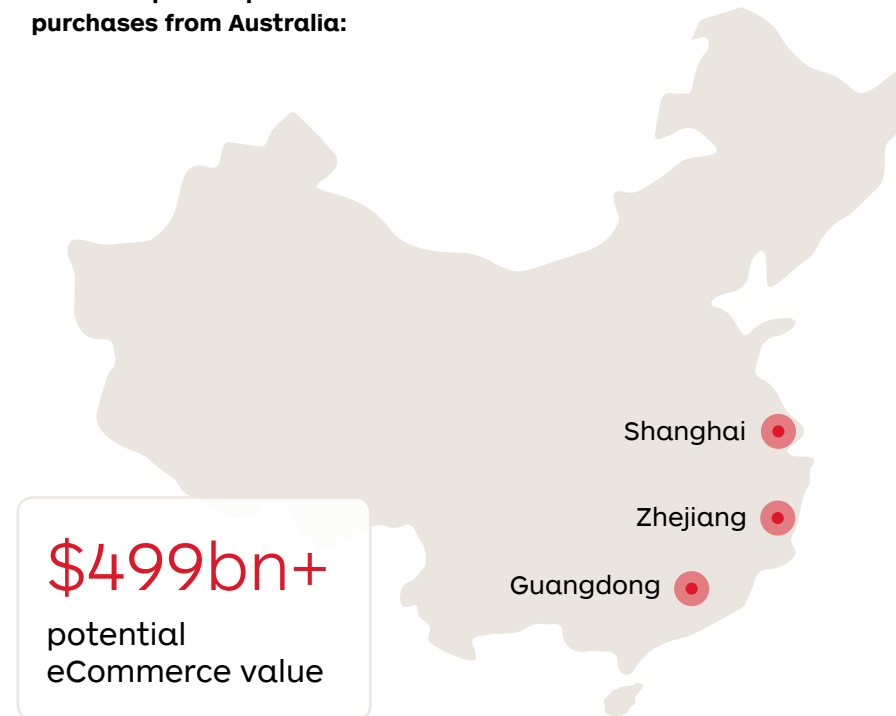 purchases from Australia:
Shanghai
Zhejiang
Guangdong
$499bn+
potential
eCommerce value